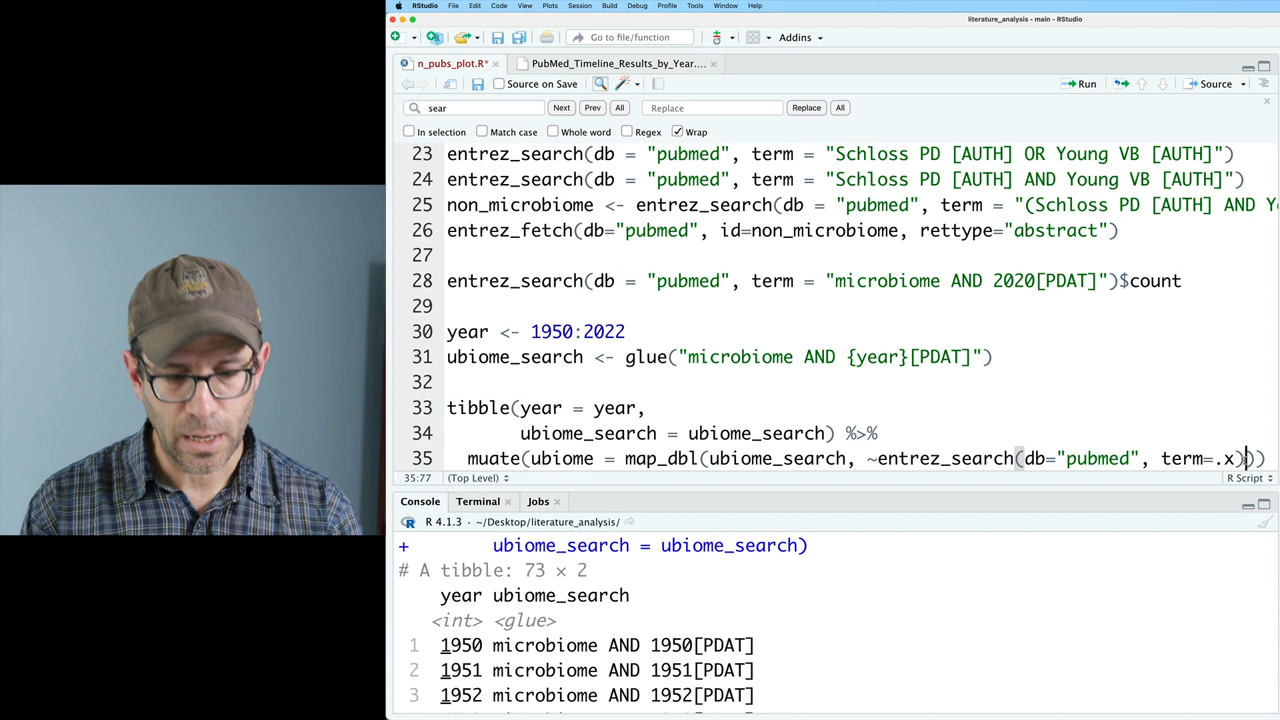 RStudio File Edit Code View Plots Session Build Debug Profile Tools Window Help
literature_analysis - main - RStudio
Go to file/function Addins
n_pubs_plot.R* PubMed_Timeline_Results_by_Year....
Source on Save Run Source
sear Next Prev All Replace Replace All
In selection Match case Whole word Regex Wrap
23 entrez_search(db = "pubmed", term = "Schloss PD [AUTH] OR Young VB [AUTH]")
24 entrez_search(db = "pubmed", term = "Schloss PD [AUTH] AND Young VB [AUTH]")
25 non_microbiome <- entrez_search(db = "pubmed", term = "(Schloss PD [AUTH] AND Y
26 entrez_fetch(db="pubmed", id=non_microbiome, rettype="abstract")
27
28 entrez_search(db = "pubmed", term = "microbiome AND 2020[PDAT]")$count
29
30 year <- 1950:2022
31 ubiome_search <- glue("microbiome AND {year}[PDAT]")
32
33 tibble(year = year,
34 ubiome_search = ubiome_search) %>%
35 muate(ubiome = map_dbl(ubiome_search, ~entrez_search(db="pubmed", term=.x)))
35:77 (Top Level) R Script
Console Terminal Jobs
R 4.1.3 · ~/Desktop/literature_analysis/
+ ubiome_search = ubiome_search)
# A tibble: 73 × 2
year ubiome_search
<int> <glue>
1 1950 microbiome AND 1950[PDAT]
2 1951 microbiome AND 1951[PDAT]
3 1952 microbiome AND 1952[PDAT]